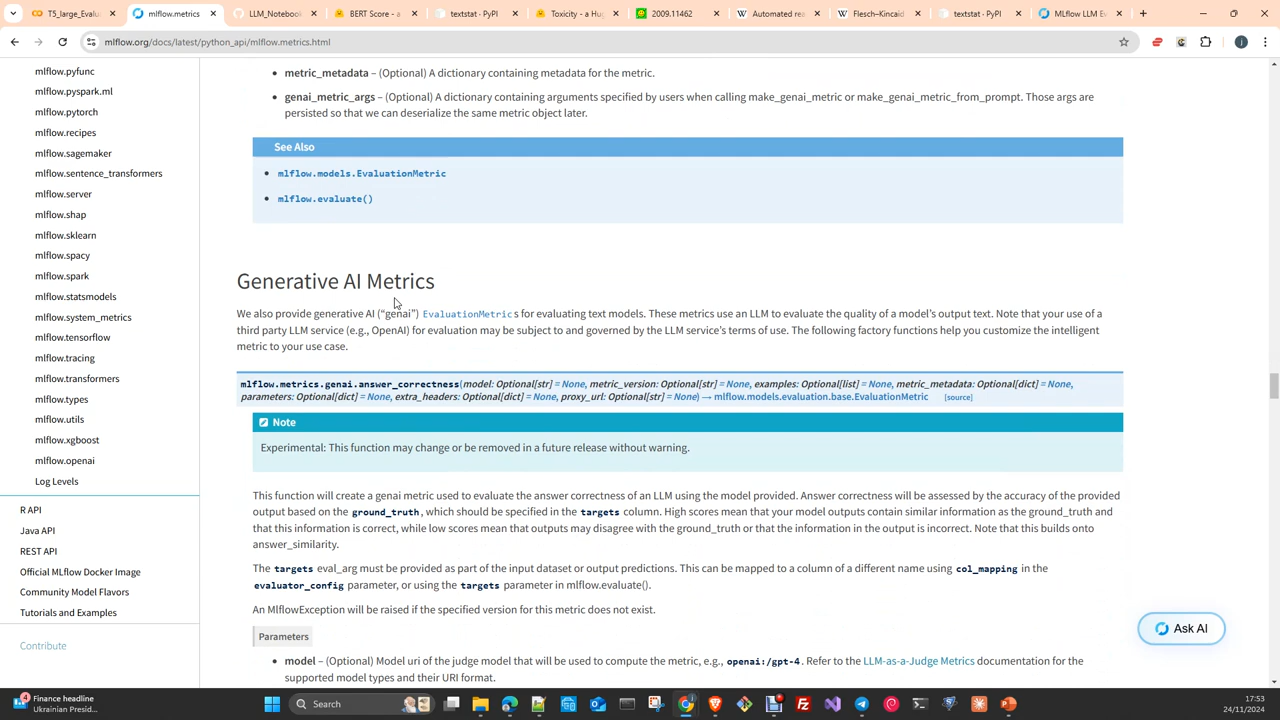 T5_large_Evalu
mlflow.metrics
LLM_Notebook
BERT Score - a
textstat - PyPI
Toxicity - a Hug
2009.11462
Automated rea
Flesch–Kincaid
textstat - PyPI
MLflow LLM Ev
mlflow.org/docs/latest/python_api/mlflow.metrics.html
mlflow.pyfunc
mlflow.pyspark.ml
mlflow.pytorch
mlflow.recipes
mlflow.sagemaker
mlflow.sentence_transformers
mlflow.server
mlflow.shap
mlflow.sklearn
mlflow.spacy
mlflow.spark
mlflow.statsmodels
mlflow.system_metrics
mlflow.tensorflow
mlflow.tracing
mlflow.transformers
mlflow.types
mlflow.utils
mlflow.xgboost
mlflow.openai
Log Levels
R API
Java API
REST API
Official MLflow Docker Image
Community Model Flavors
Tutorials and Examples
Contribute
• metric_metadata – (Optional) A dictionary containing metadata for the metric.
• genai_metric_args – (Optional) A dictionary containing arguments specified by users when calling make_genai_metric or make_genai_metric_from_prompt. Those args are
persisted so that we can deserialize the same metric object later.
See Also
• mlflow.models.EvaluationMetric
• mlflow.evaluate()
Generative AI Metrics
We also provide generative AI (“genai”) EvaluationMetric s for evaluating text models. These metrics use an LLM to evaluate the quality of a model’s output text. Note that your use of a
third party LLM service (e.g., OpenAI) for evaluation may be subject to and governed by the LLM service’s terms of use. The following factory functions help you customize the intelligent
metric to your use case.
mlflow.metrics.genai.answer_correctness(model: Optional[str] = None, metric_version: Optional[str] = None, examples: Optional[list] = None, metric_metadata: Optional[dict] = None,
parameters: Optional[dict] = None, extra_headers: Optional[dict] = None, proxy_url: Optional[str] = None) → mlflow.models.evaluation.base.EvaluationMetric [source]
Note
Experimental: This function may change or be removed in a future release without warning.
This function will create a genai metric used to evaluate the answer correctness of an LLM using the model provided. Answer correctness will be assessed by the accuracy of the provided
output based on the ground_truth, which should be specified in the targets column. High scores mean that your model outputs contain similar information as the ground_truth and
that this information is correct, while low scores mean that outputs may disagree with the ground_truth or that the information in the output is incorrect. Note that this builds onto
answer_similarity.
The targets eval_arg must be provided as part of the input dataset or output predictions. This can be mapped to a column of a different name using col_mapping in the
evaluator_config parameter, or using the targets parameter in mlflow.evaluate().
An MlflowException will be raised if the specified version for this metric does not exist.
Parameters
• model – (Optional) Model uri of the judge model that will be used to compute the metric, e.g., openai:/gpt-4. Refer to the LLM-as-a-Judge Metrics documentation for the
supported model types and their URI format.
Ask AI
Finance headline
Ukrainian Presid...
Search
17:53
24/11/2024